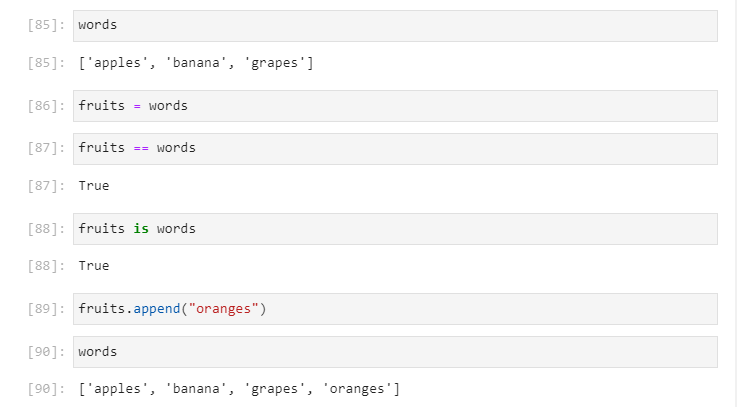 [85]: words
[85]: ['apples', 'banana', 'grapes']
[86]: fruits = words
[87]: fruits == words
[87]: True
[88]: fruits is words
[88]: True
[89]: fruits.append("oranges")
[90]: words
[90]: ['apples', 'banana', 'grapes', 'oranges']